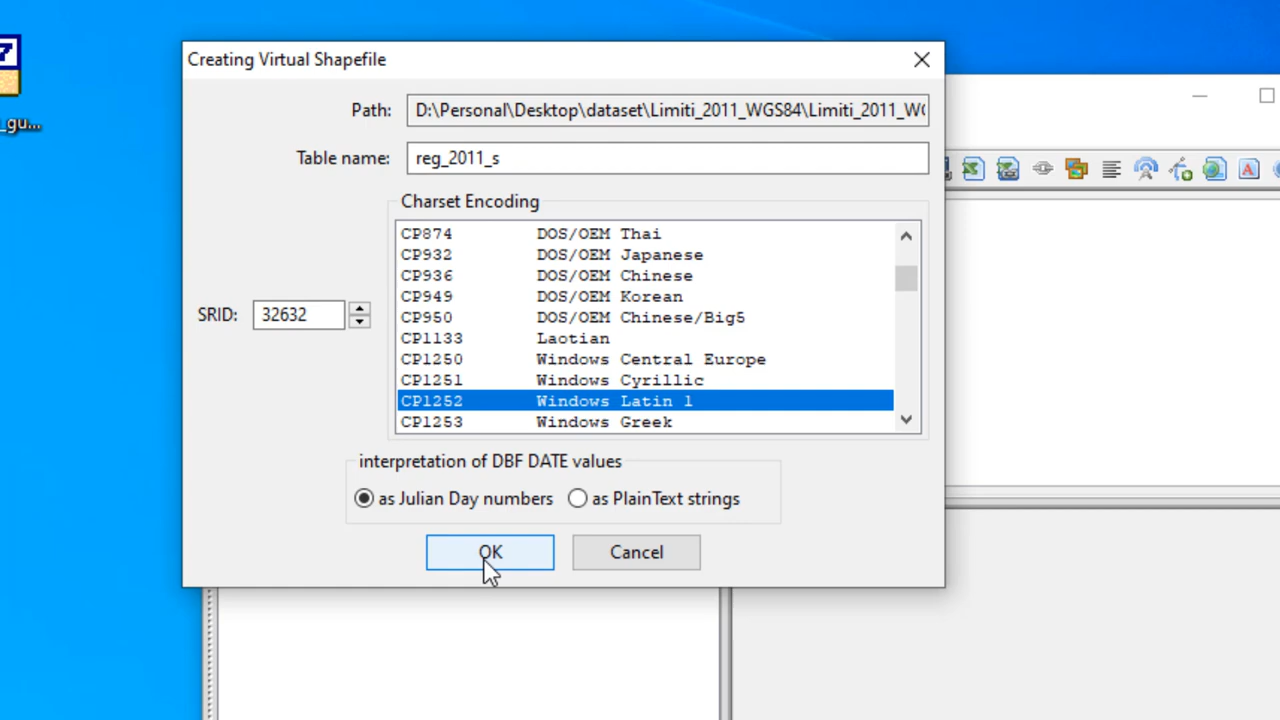 7
_gu...
Creating Virtual Shapefile
Path: D:\Personal\Desktop\dataset\Limiti_2011_WGS84\Limiti_2011_W
Table name: reg_2011_s
Charset Encoding
CP874 DOS/OEM Thai
CP932 DOS/OEM Japanese
CP936 DOS/OEM Chinese
CP949 DOS/OEM Korean
CP950 DOS/OEM Chinese/Big5
CP1133 Laotian
CP1250 Windows Central Europe
CP1251 Windows Cyrillic
CP1252 Windows Latin 1
CP1253 Windows Greek
SRID: 32632
interpretation of DBF DATE values
as Julian Day numbers as PlainText strings
OK Cancel